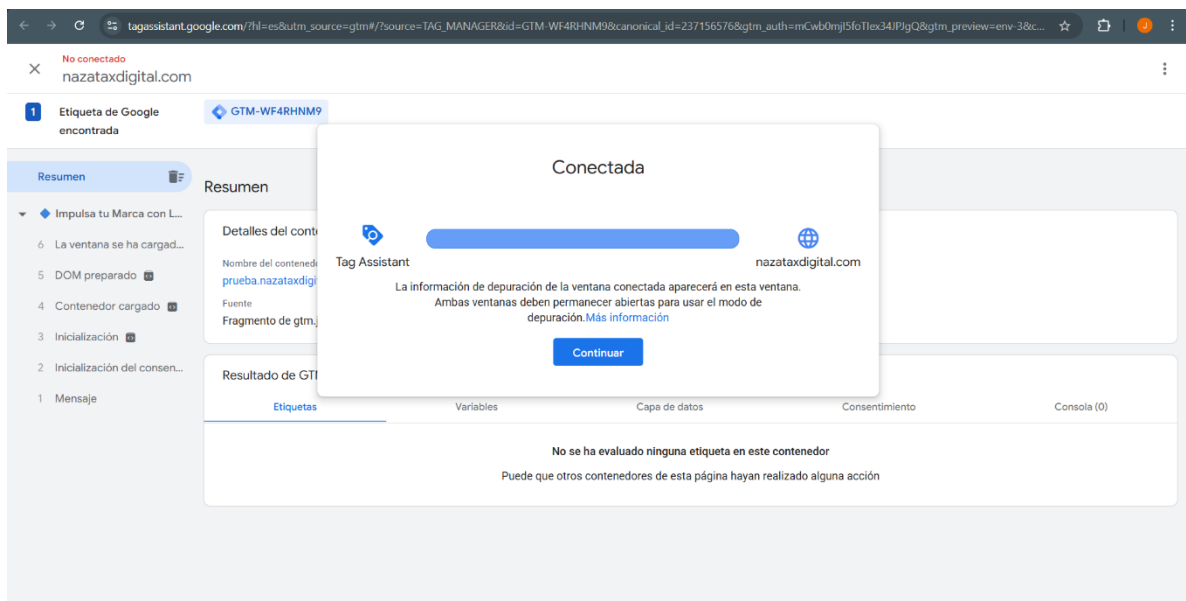 tagassistant.google.com/?hl=es&utm_source=gtm#/?source=TAG_MANAGER&id=GTM-WF4RHNM9&canonical_id=237156576&gtm_auth=mCwb0mjI5foTIex34JPJgQ&gtm_preview=env-3&c...
J
No conectado
nazataxdigital.com
1
Etiqueta de Google
encontrada
GTM-WF4RHNM9
Conectada
Resumen
Resumen
Impulsa tu Marca con L...
Detalles del conte
6 La ventana se ha cargad...
Tag Assistant
nazataxdigital.com
Nombre del contened
5 DOM preparado
prueba.nazataxdigi
La información de depuración de la ventana conectada aparecerá en esta ventana.
Ambas ventanas deben permanecer abiertas para usar el modo de
depuración.Más información
4 Contenedor cargado
Fuente
Fragmento de gtm.j
3 Inicialización
Continuar
2 Inicialización del consen...
Resultado de GTI
1 Mensaje
Etiquetas Variables Capa de datos Consentimiento Consola (0)
No se ha evaluado ninguna etiqueta en este contenedor
Puede que otros contenedores de esta página hayan realizado alguna acción